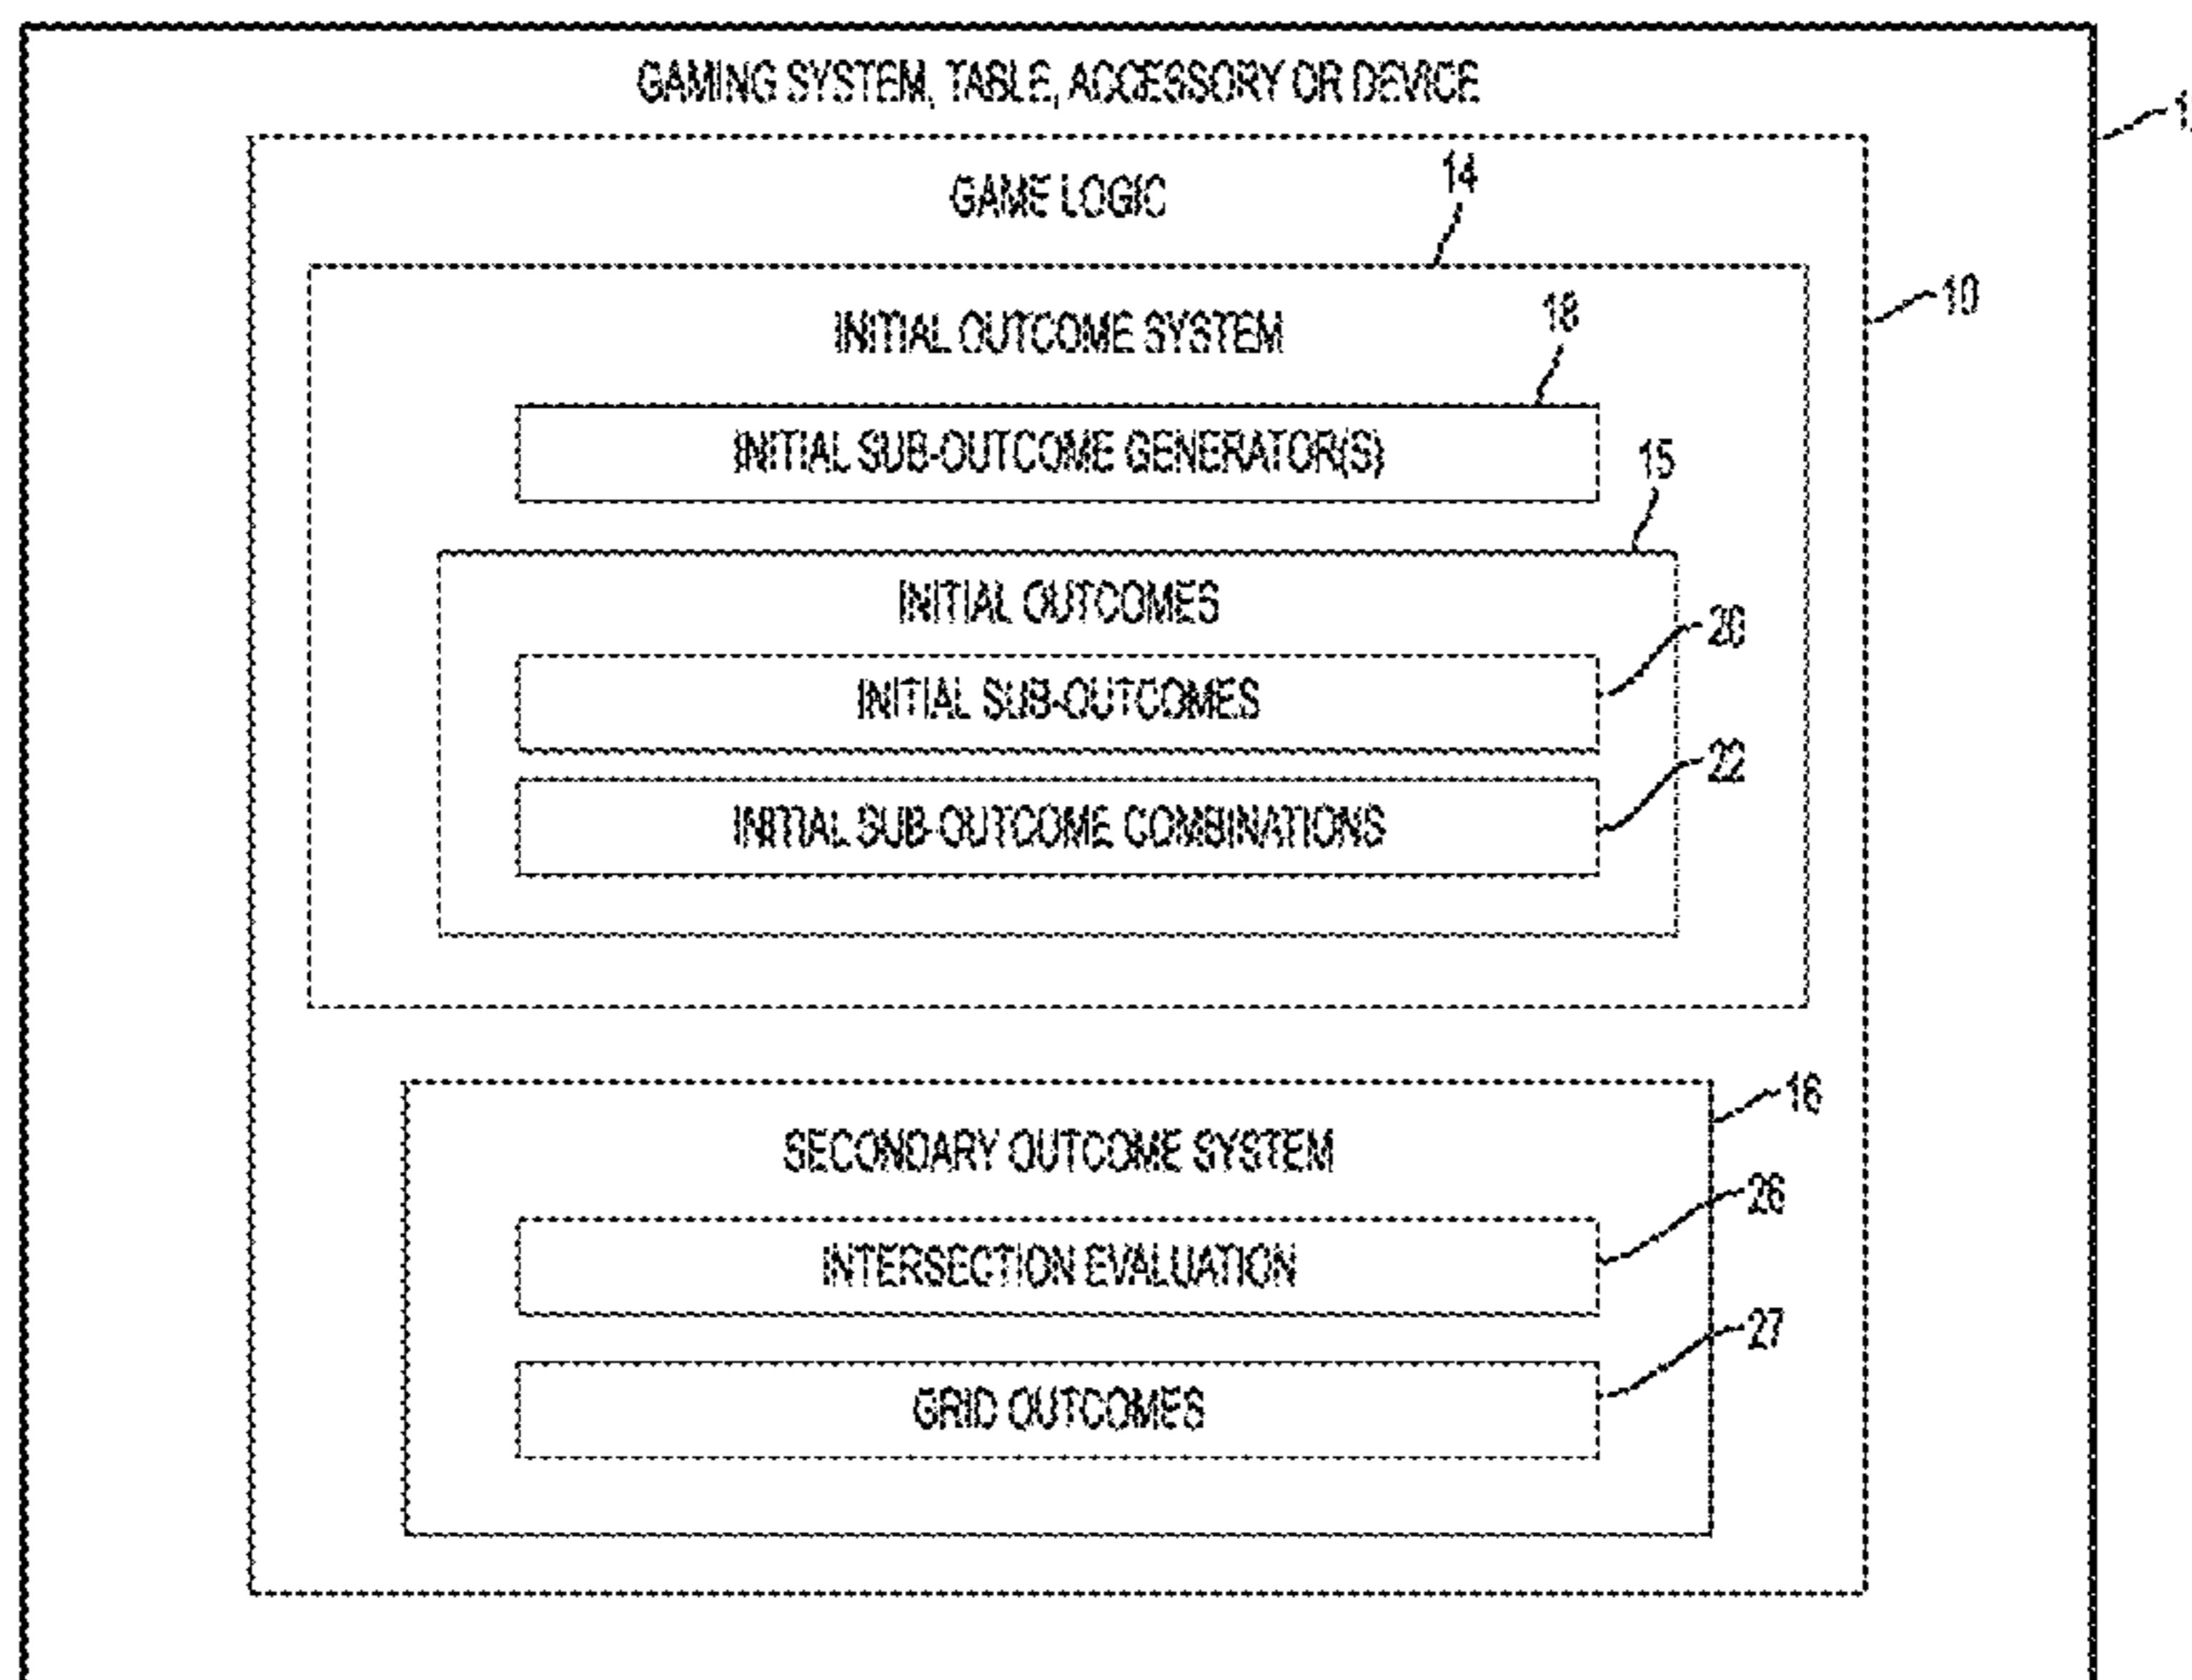 GAMING SYSTEM, TABLE, ACCESSORY OR DEVICE
GAME LOGIC
14
10
INITIAL OUTCOME SYSTEM
18
INITIAL SUB-OUTCOME GENERATOR(S)
15
INITIAL OUTCOMES
20
INITIAL SUB-OUTCOMES
22
INITIAL SUB-OUTCOME COMBINATIONS
SECONDARY OUTCOME SYSTEM
16
26
INTERSECTION EVALUATION
27
GRID OUTCOMES